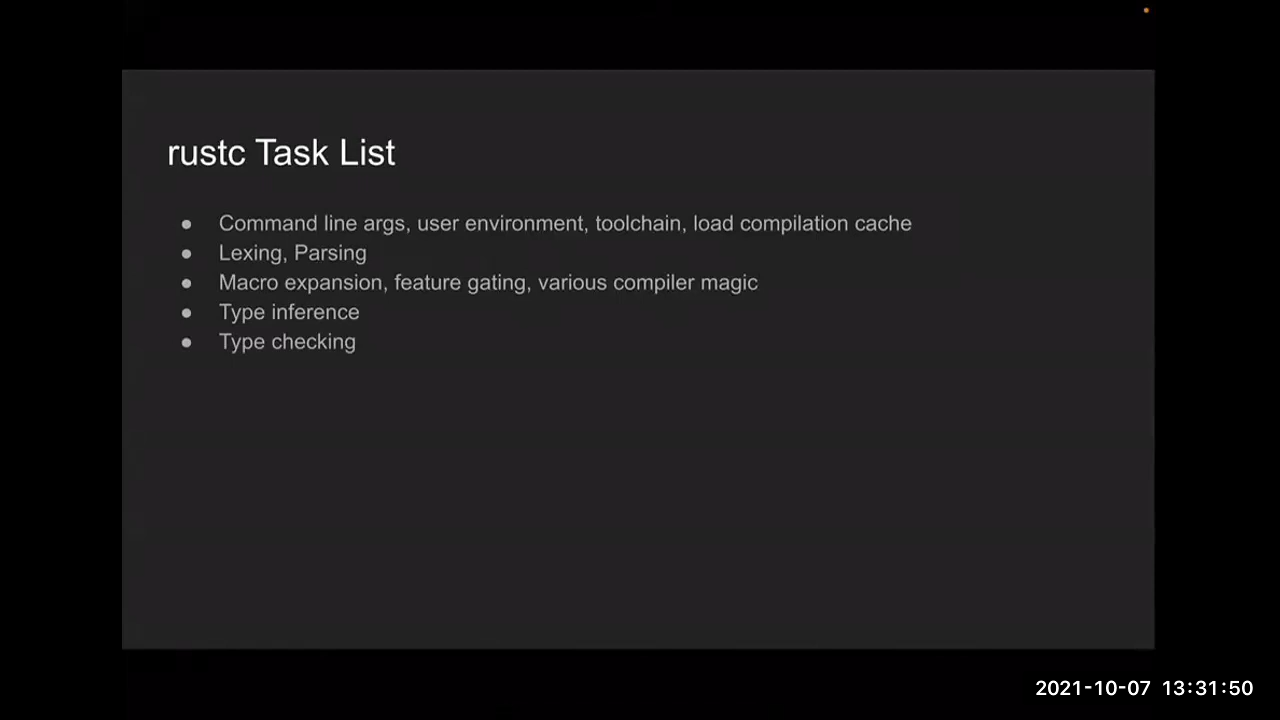 rustc Task List
● Command line args, user environment, toolchain, load compilation cache
● Lexing, Parsing
● Macro expansion, feature gating, various compiler magic
● Type inference
● Type checking
2021-10-07 13:31:50